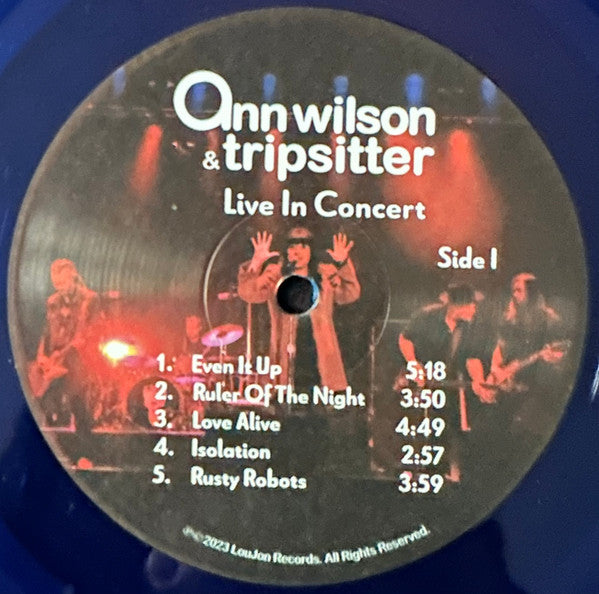 Ann wilson
& tripsitter
Live In Concert
Side 1
1. Even It Up 5:18
2. Ruler Of The Night 3:50
3. Love Alive 4:49
4. Isolation 2:57
5. Rusty Robots 3:59
℗©2023 LouJon Records. All Rights Reserved.